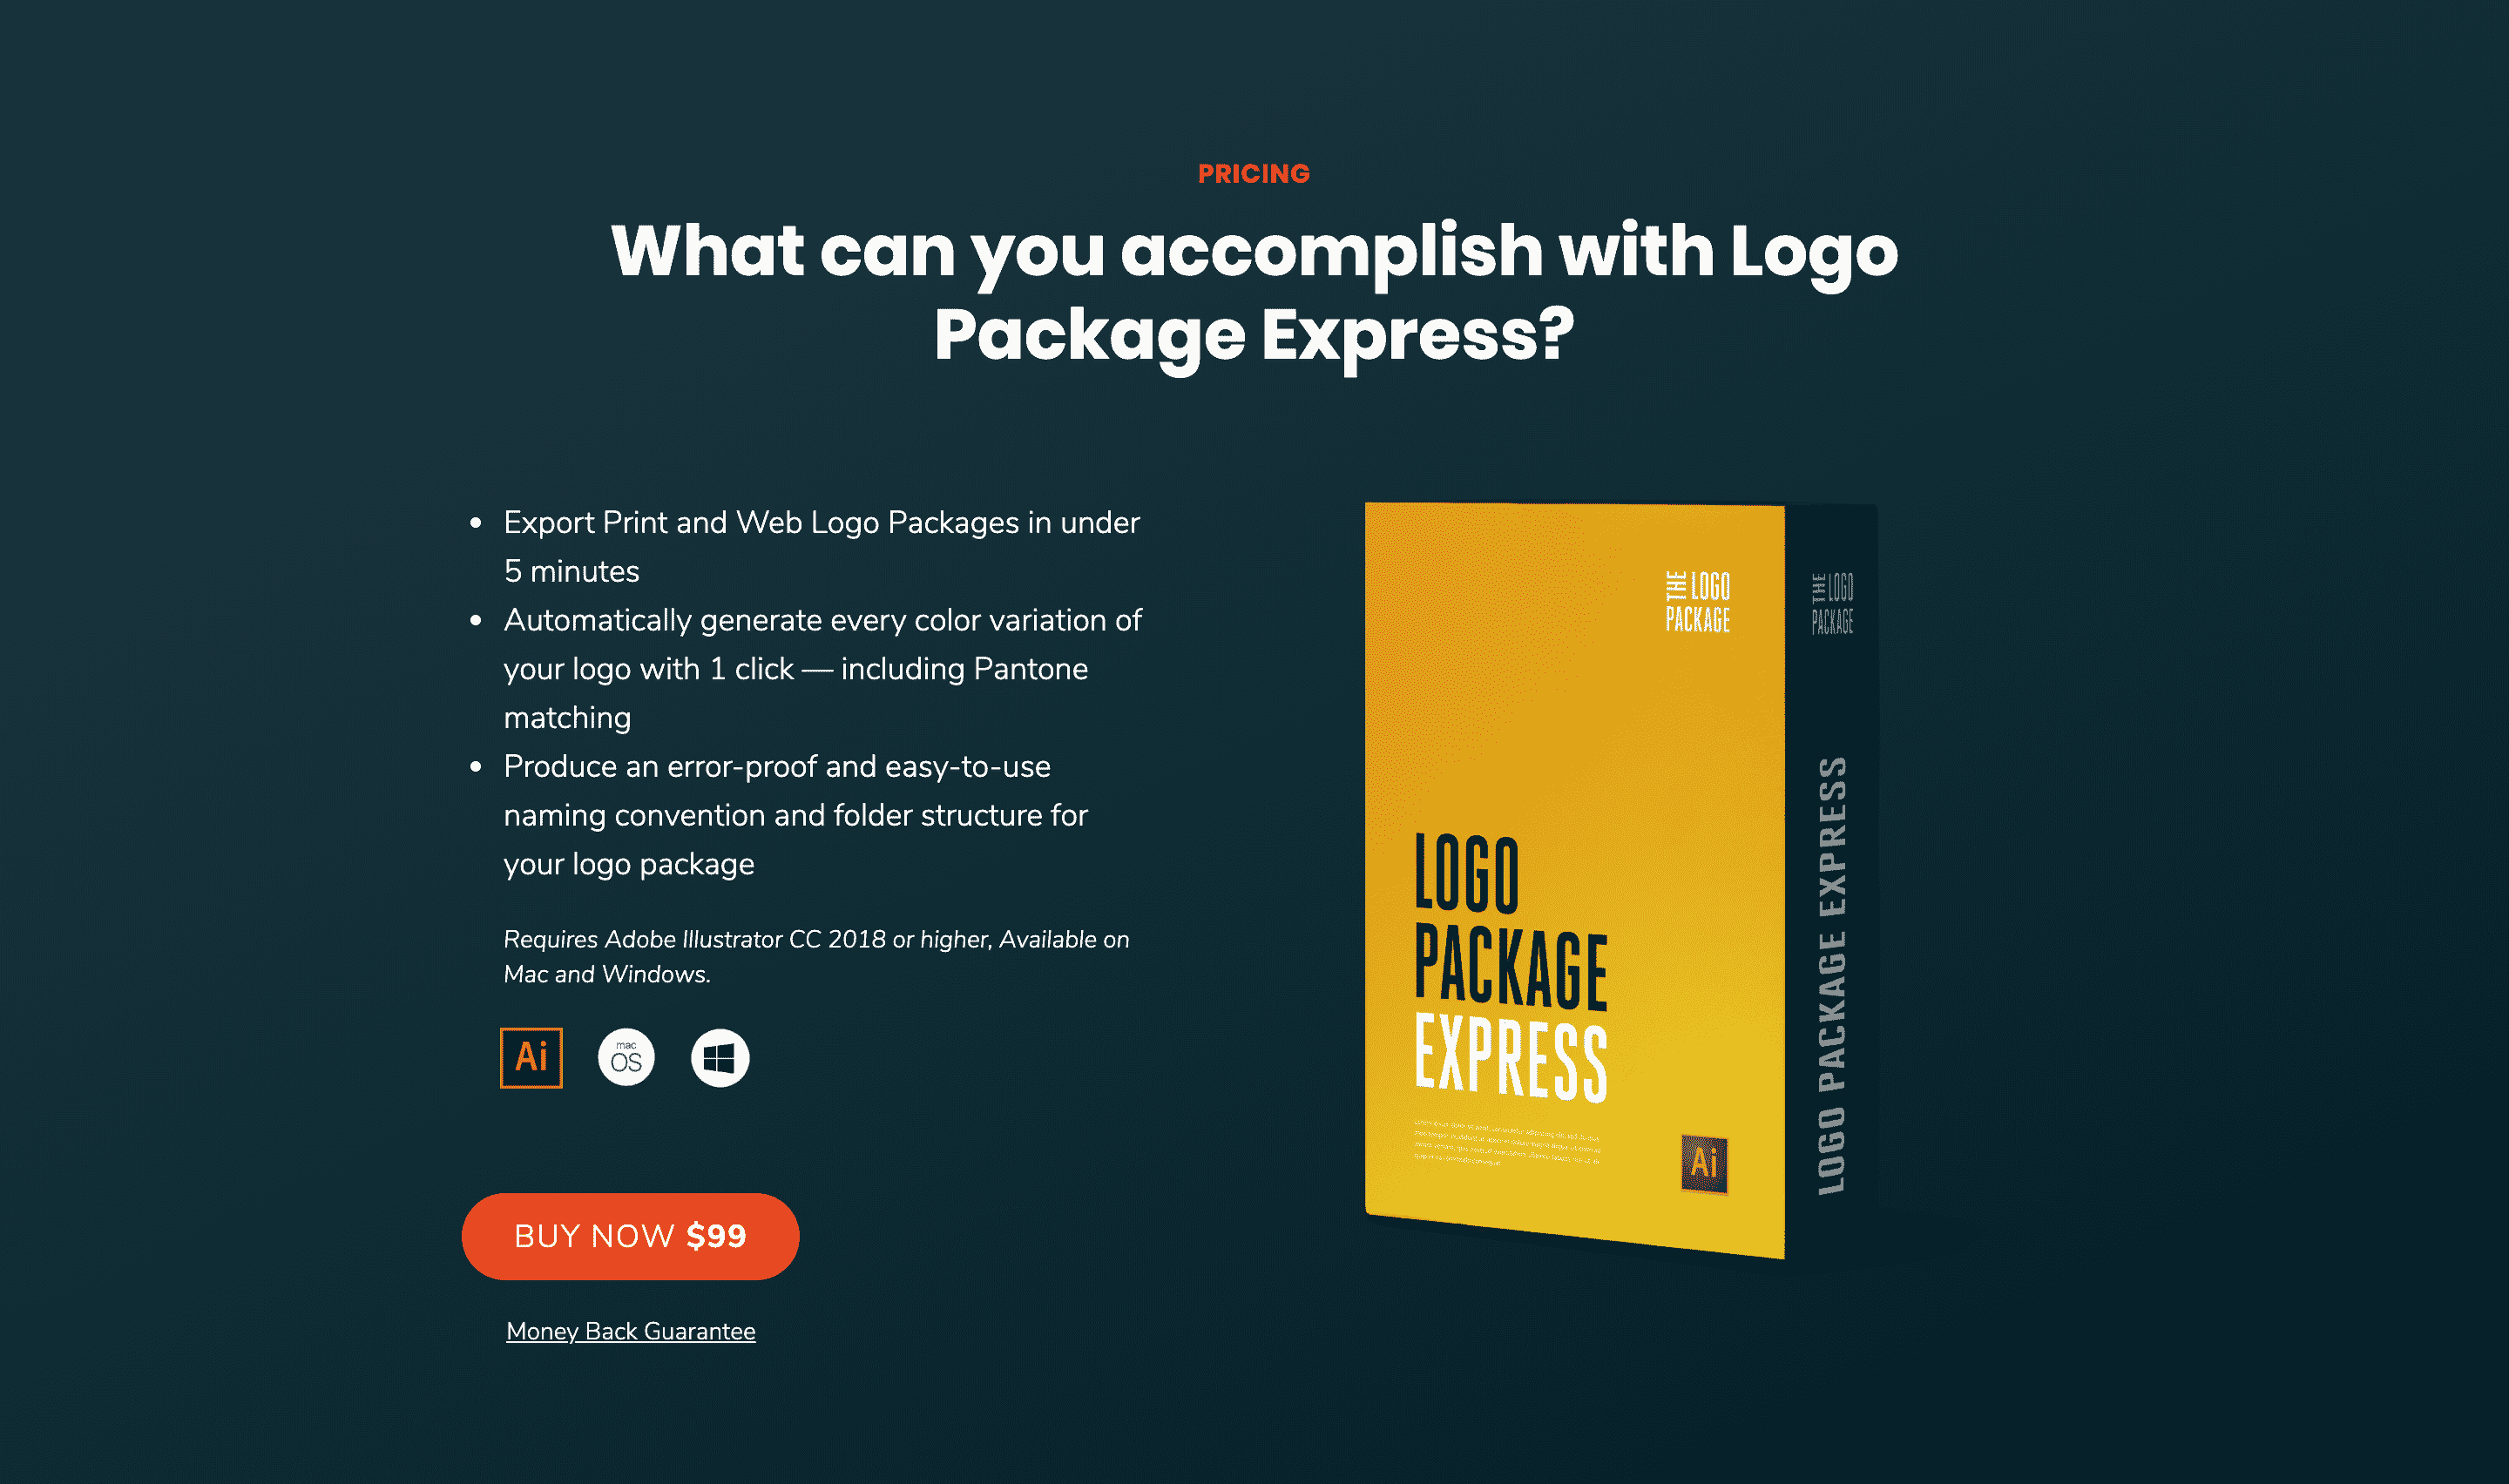 PRICING
What can you accomplish with Logo
Package Express?
Export Print and Web Logo Packages in under
5 minutes
Automatically generate every color variation of
your logo with 1 click — including Pantone
matching
Produce an error-proof and easy-to-use
naming convention and folder structure for
your logo package
Requires Adobe Illustrator CC 2018 or higher, Available on
Mac and Windows.
Ai
mac
OS
BUY NOW $99
Money Back Guarantee
THE LOGO
PACKAGE
LOGO
PACKAGE
EXPRESS
Ai
THE LOGO
PACKAGE
LOGO PACKAGE EXPRESS